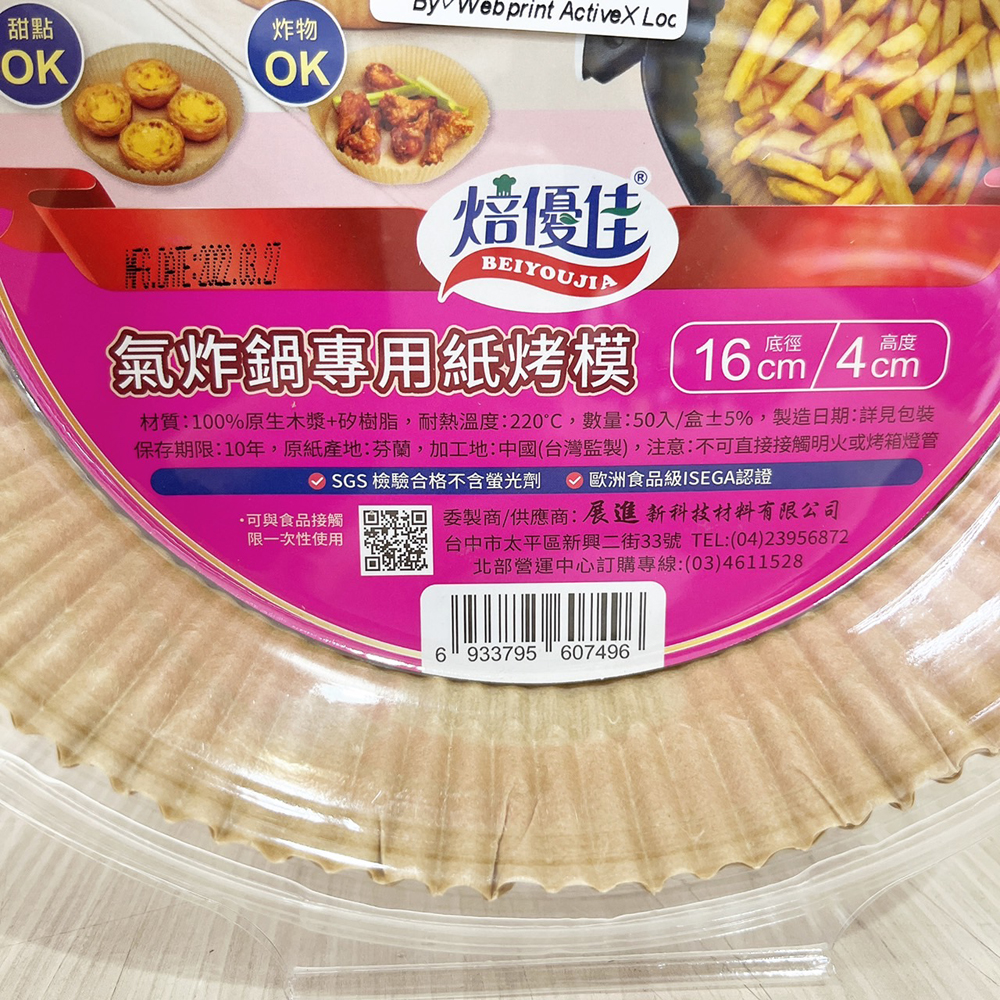 By Webprint ActiveX Loc
甜點
OK
炸物
OK
焙優佳®
BEIYOUJIA
MFG.DATE:2022.08.27
氣炸鍋專用紙烤模
底徑
16cm/4cm
高度
材質:100%原生木漿+矽樹脂，耐熱溫度:220°C，數量:50入/盒±5%，製造日期:詳見包裝
保存期限:10年，原紙產地:芬蘭，加工地:中國(台灣監製)，注意:不可直接接觸明火或烤箱燈管
SGS 檢驗合格不含螢光劑 歐洲食品級ISEGA認證
·可與食品接觸
限一次性使用
委製商/供應商:展進新科技材料有限公司
台中市太平區新興二街33號 TEL:(04)23956872
北部營運中心訂購專線:(03)4611528
6 933795 607496